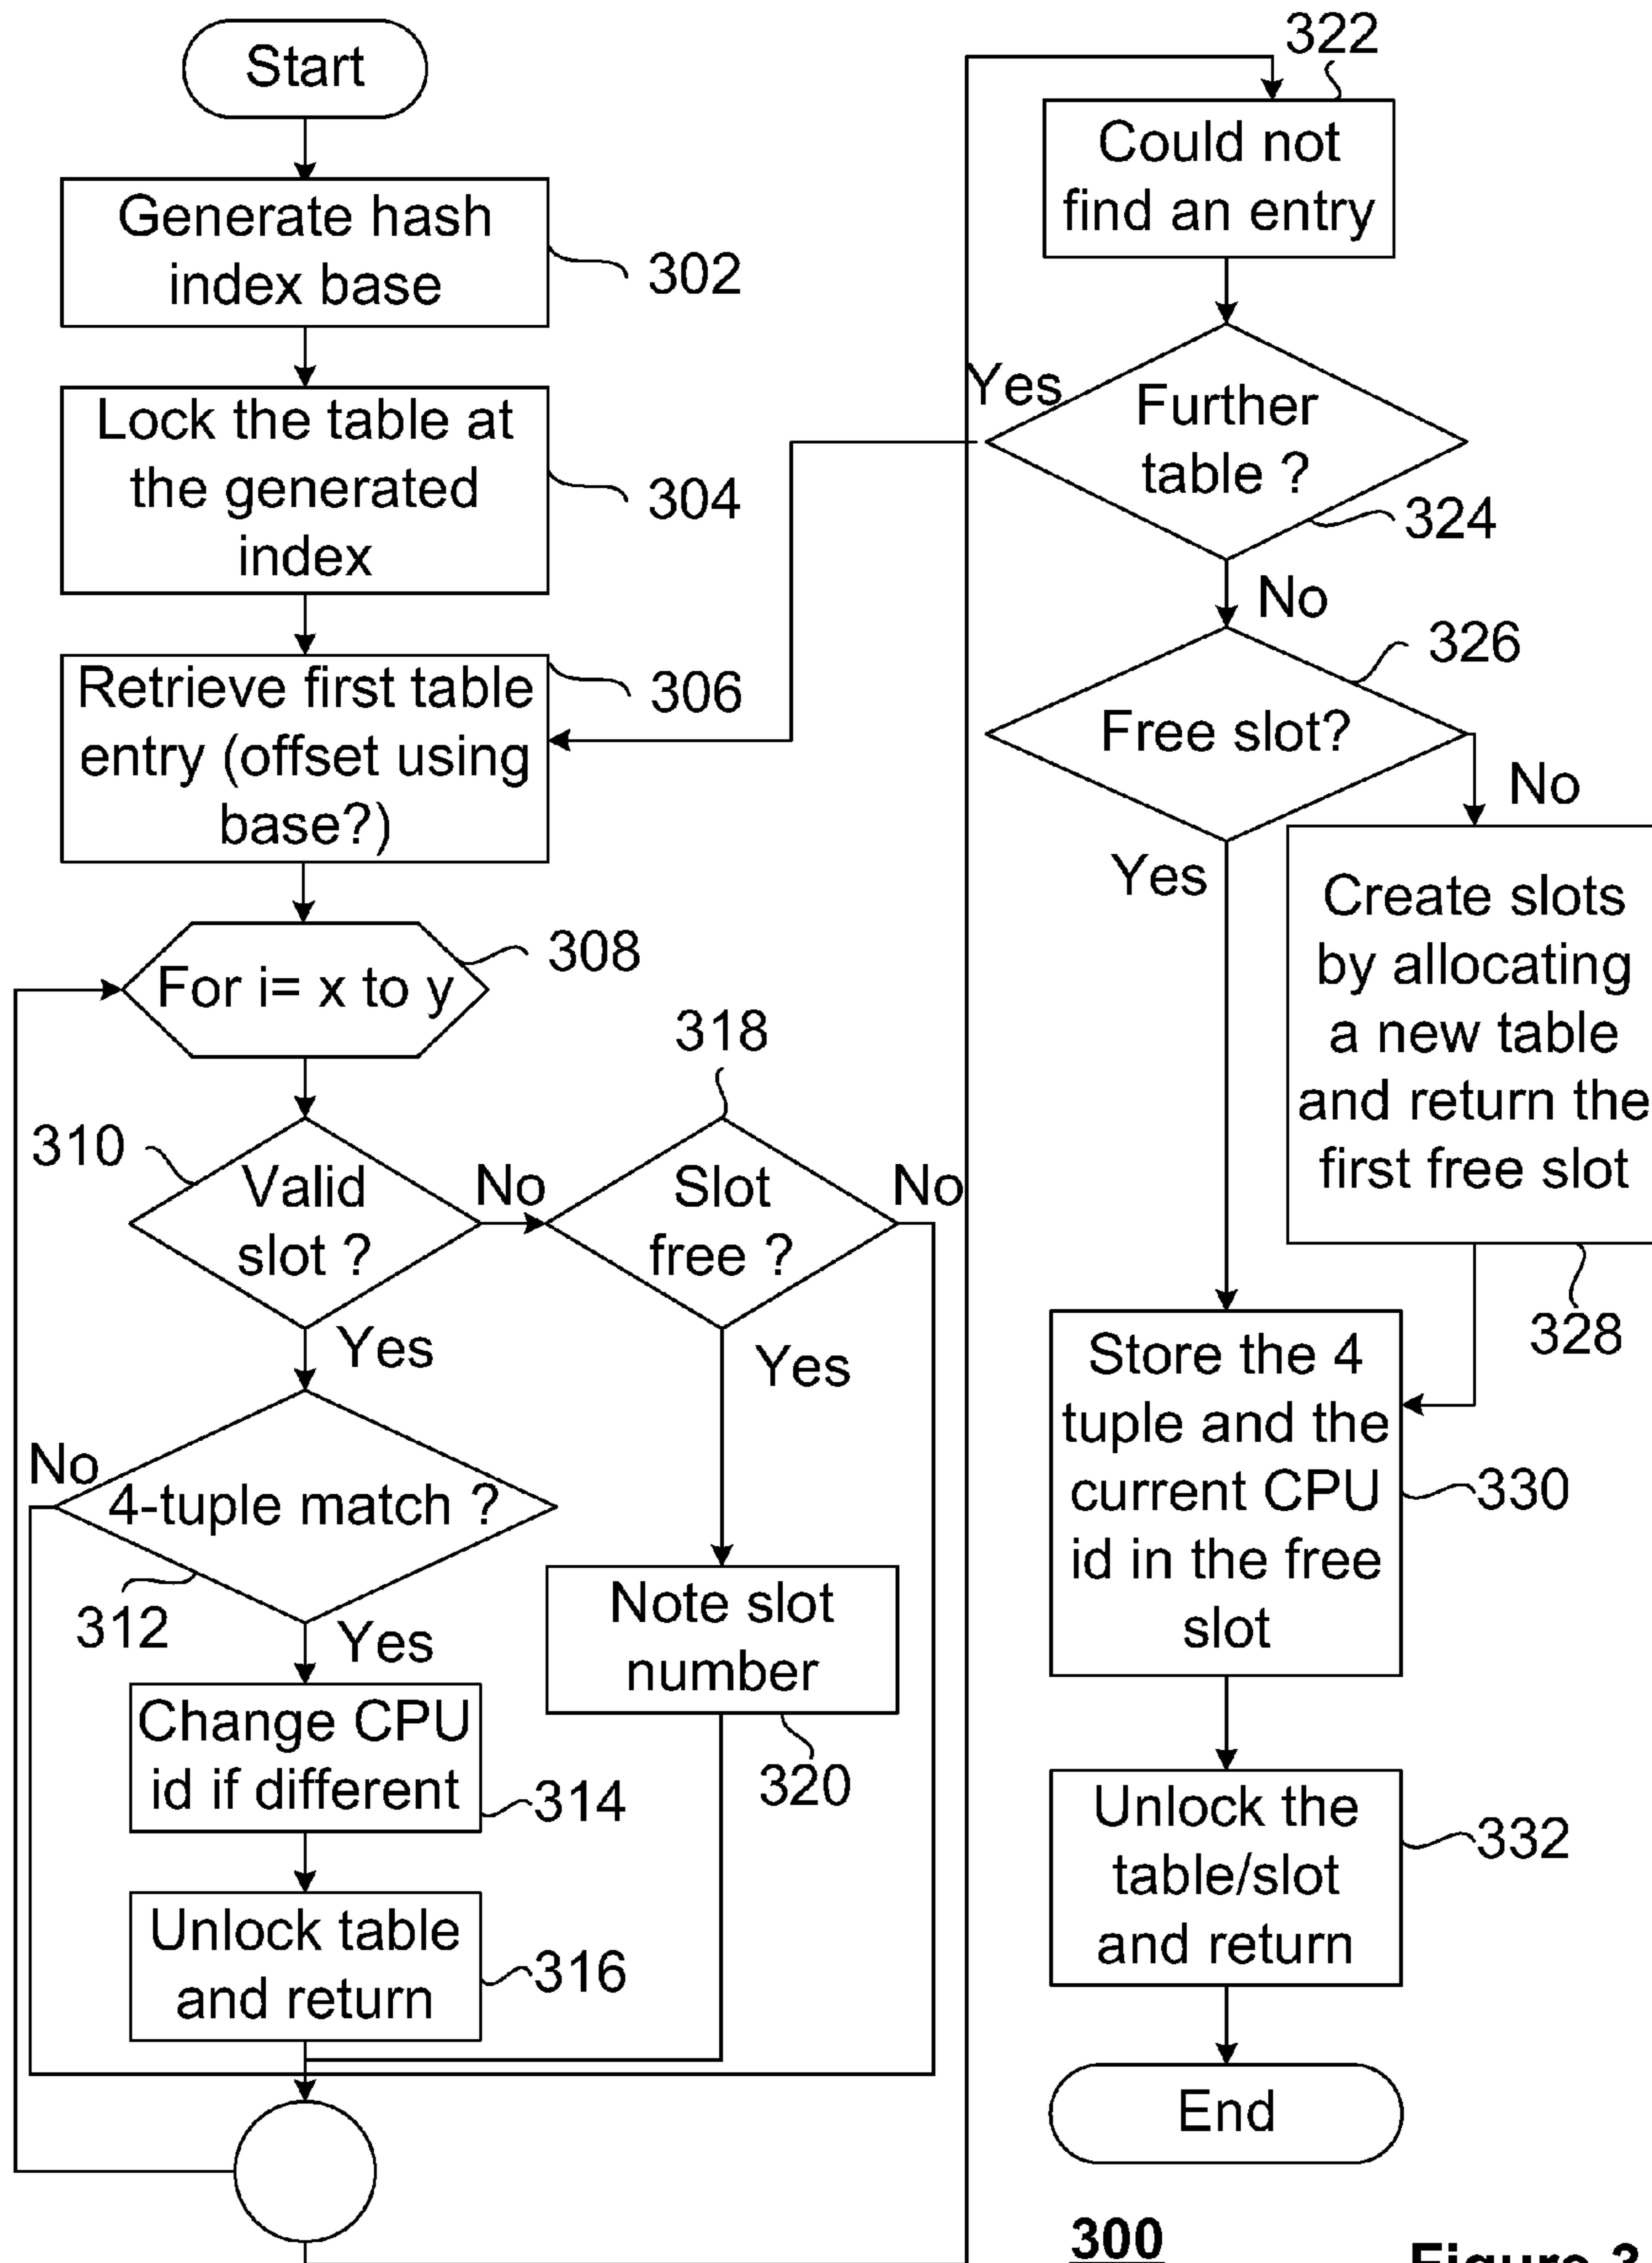 Start
Generate hash
index base
302
Lock the table at
the generated
index
304
Retrieve first table
entry (offset using
base?)
306
For i= x to y
308
Valid
slot ?
310
No
Yes
Slot
free ?
318
No
Yes
4-tuple match ?
312
No
Yes
Change CPU
id if different
314
Unlock table
and return
316
Note slot
number
320
322
Could not
find an entry
Yes
Further
table ?
324
No
326
Free slot?
No
Yes
Create slots
by allocating
a new table
and return the
first free slot
328
Store the 4
tuple and the
current CPU
id in the free
slot
330
Unlock the
table/slot
and return
332
End
300
Figure 3